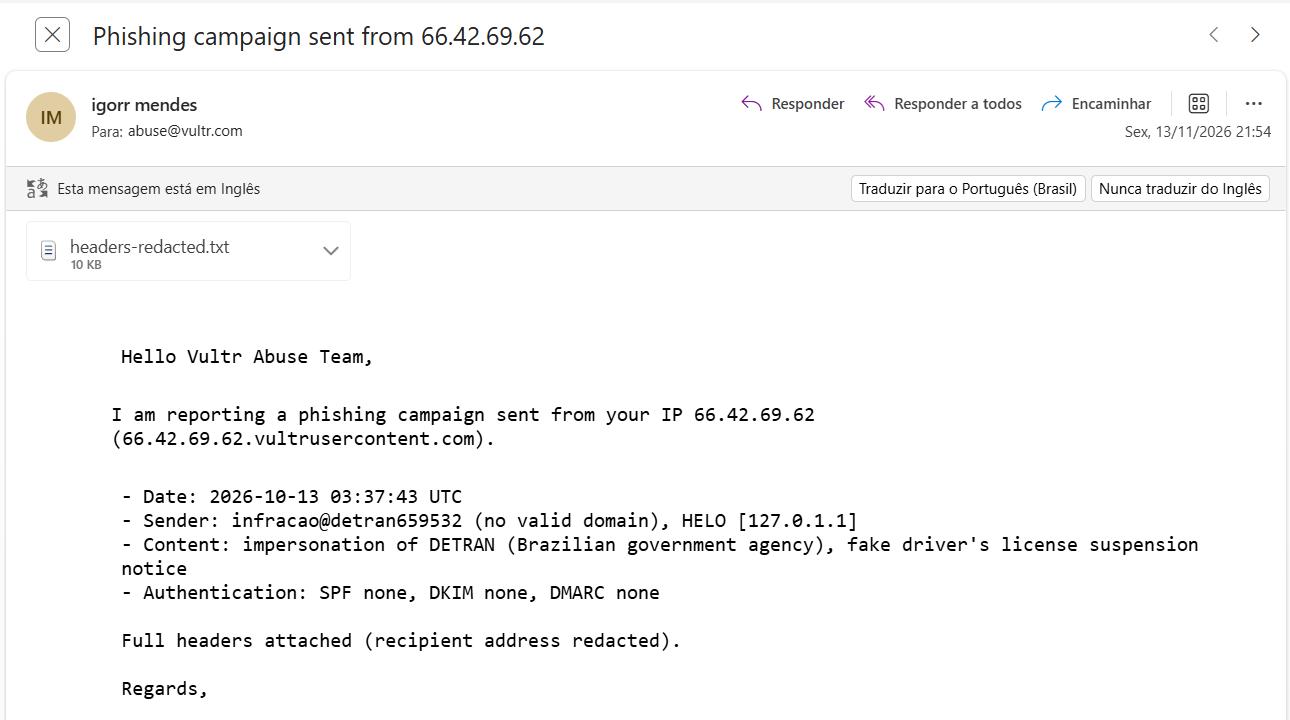 Phishing campaign sent from 66.42.69.62
IM
igorr mendes
Para: abuse@vultr.com
Responder
Responder a todos
Encaminhar
Sex, 13/11/2026 21:54
Esta mensagem está em Inglês
Traduzir para o Português (Brasil)
Nunca traduzir do Inglês
headers-redacted.txt
10 KB
Hello Vultr Abuse Team,
I am reporting a phishing campaign sent from your IP 66.42.69.62
(66.42.69.62.vultrusercontent.com).
- Date: 2026-10-13 03:37:43 UTC
- Sender: infracao@detran659532 (no valid domain), HELO [127.0.1.1]
- Content: impersonation of DETRAN (Brazilian government agency), fake driver's license suspension
notice
- Authentication: SPF none, DKIM none, DMARC none
Full headers attached (recipient address redacted).
Regards,